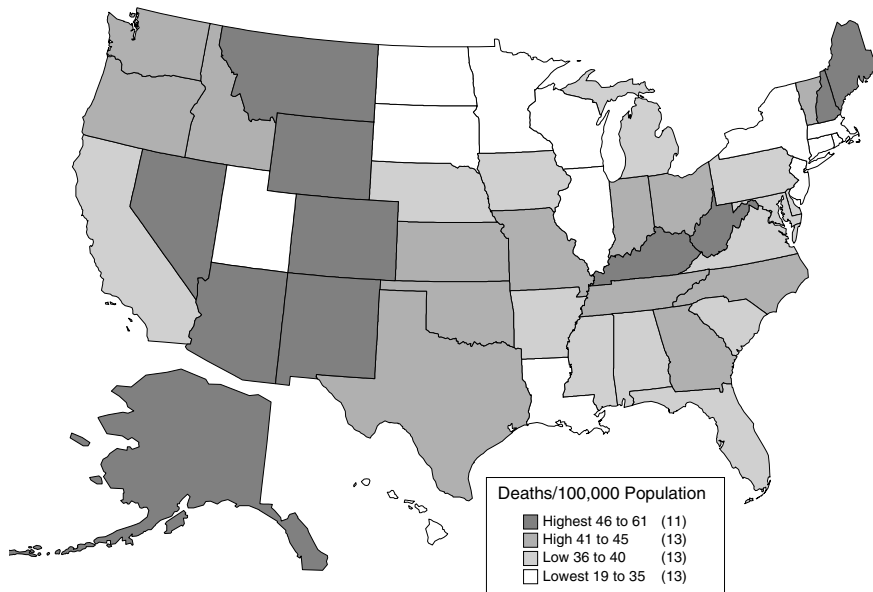 Deaths/100,000 Population
Highest 46 to 61 (11)
High 41 to 45 (13)
Low 36 to 40 (13)
Lowest 19 to 35 (13)